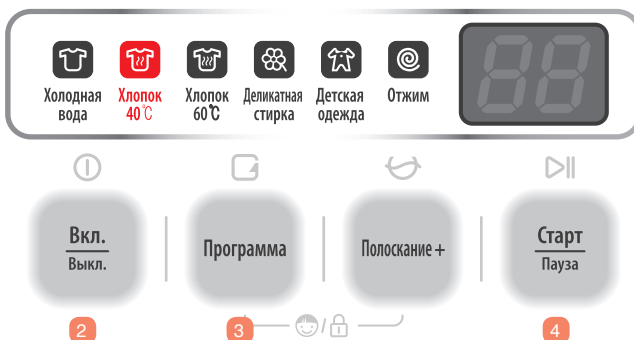 Холодная вода
Хлопок 40℃
Хлопок 60℃
Деликатная стирка
Детская одежда
Отжим
88
Вкл.
Выкл.
Программа
Полоскание +
Старт
Пауза
2
3
4